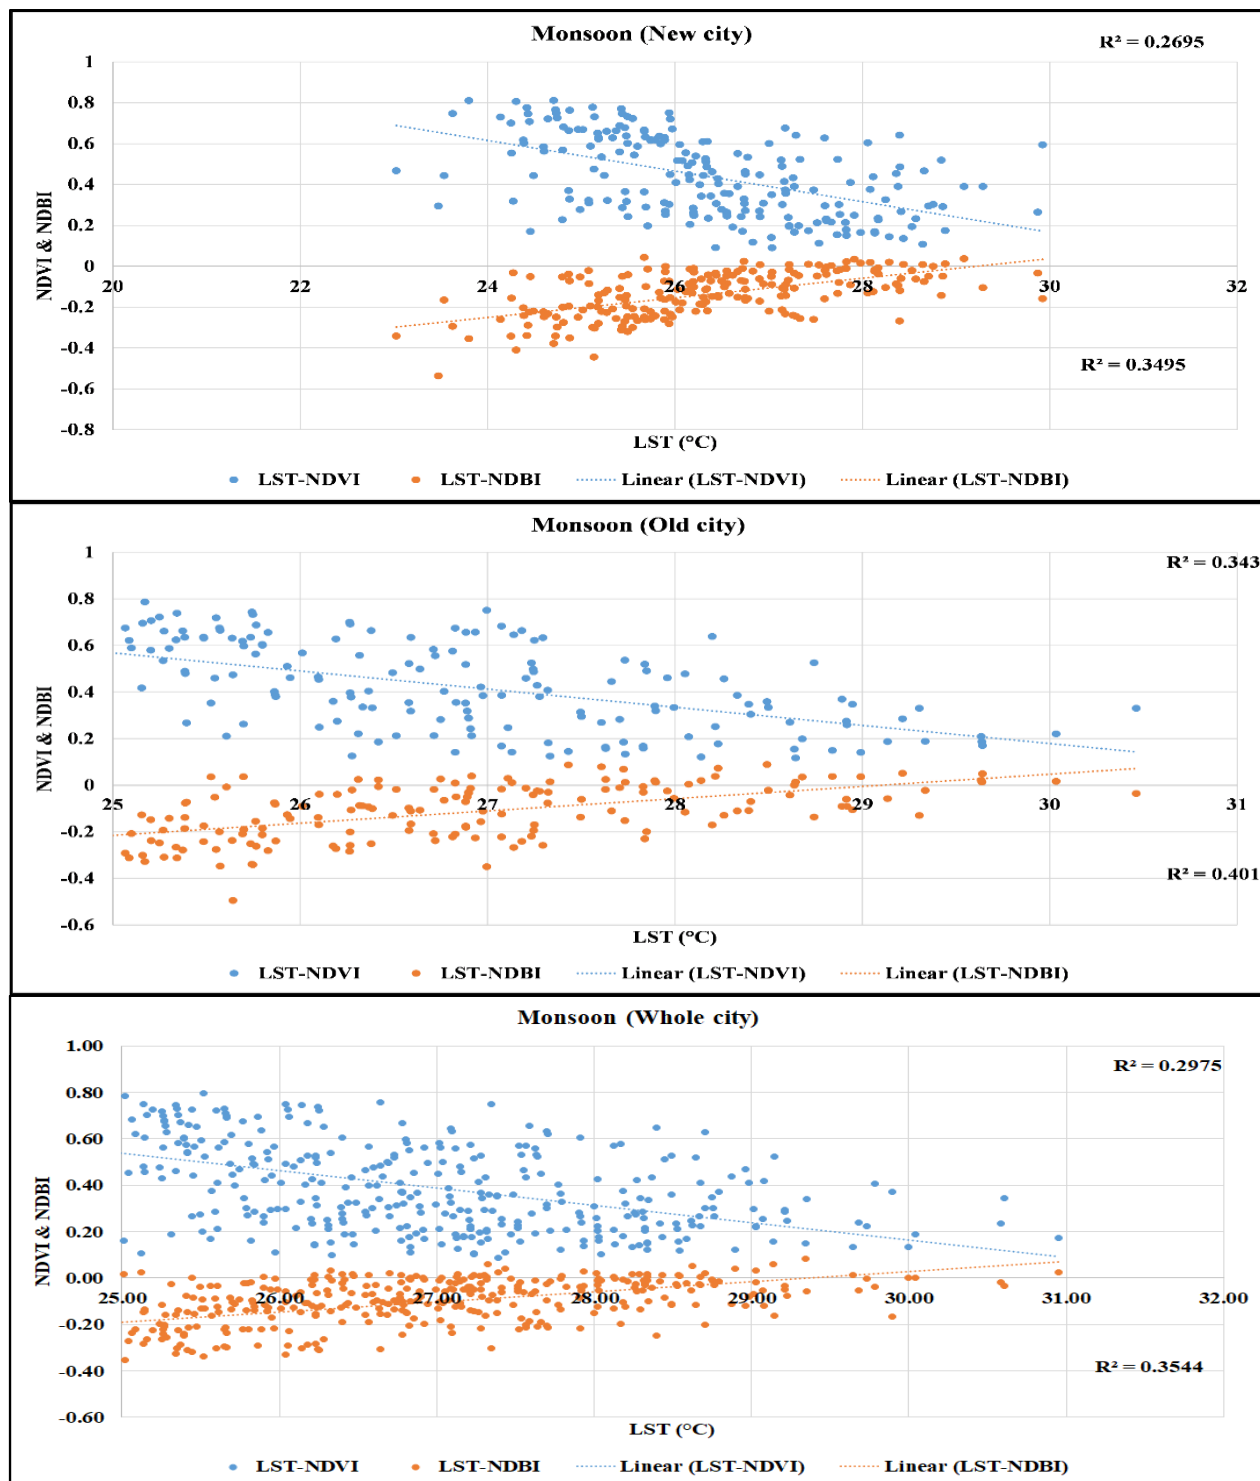 Monsoon (New city)
R² = 0.2695
1
0.8
0.6
0.4
0.2
0
-0.2
-0.4
-0.6
-0.8
NDVI & NDBI
20 22 24 26 28 30 32
R² = 0.3495
LST (°C)
LST-NDVI LST-NDBI Linear (LST-NDVI) Linear (LST-NDBI)
Monsoon (Old city)
R² = 0.343
1
0.8
0.6
0.4
0.2
0
-0.2
-0.4
-0.6
NDVI & NDBI
25 26 27 28 29 30 31
R² = 0.401
LST (°C)
LST-NDVI LST-NDBI Linear (LST-NDVI) Linear (LST-NDBI)
Monsoon (Whole city)
R² = 0.2975
1.00
0.80
0.60
0.40
0.20
0.00
-0.20
-0.40
-0.60
NDVI & NDBI
25.00 26.00 27.00 28.00 29.00 30.00 31.00 32.00
R² = 0.3544
LST (°C)
LST-NDVI LST-NDBI Linear (LST-NDVI) Linear (LST-NDBI)